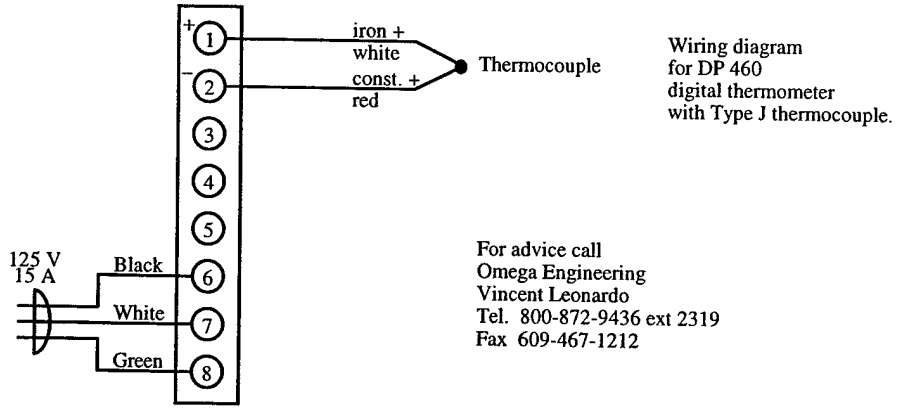 + 1 iron +
white
Thermocouple
− 2 const. +
red
3
4
5
125 V
15 A
Black 6
White 7
Green 8
Wiring diagram
for DP 460
digital thermometer
with Type J thermocouple.
For advice call
Omega Engineering
Vincent Leonardo
Tel. 800-872-9436 ext 2319
Fax 609-467-1212